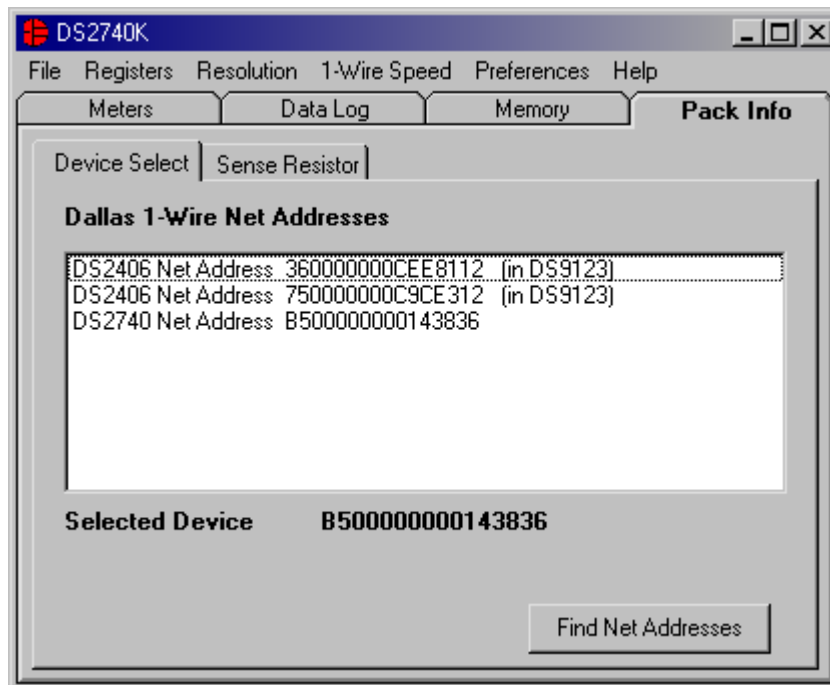 DS2740K
File Registers Resolution 1-Wire Speed Preferences Help
Meters Data Log Memory Pack Info
Device Select Sense Resistor
Dallas 1-Wire Net Addresses
DS2406 Net Address 360000000CEE8112 (in DS9123)
DS2406 Net Address 750000000C9CE312 (in DS9123)
DS2740 Net Address B500000000143836
Selected Device B500000000143836
Find Net Addresses